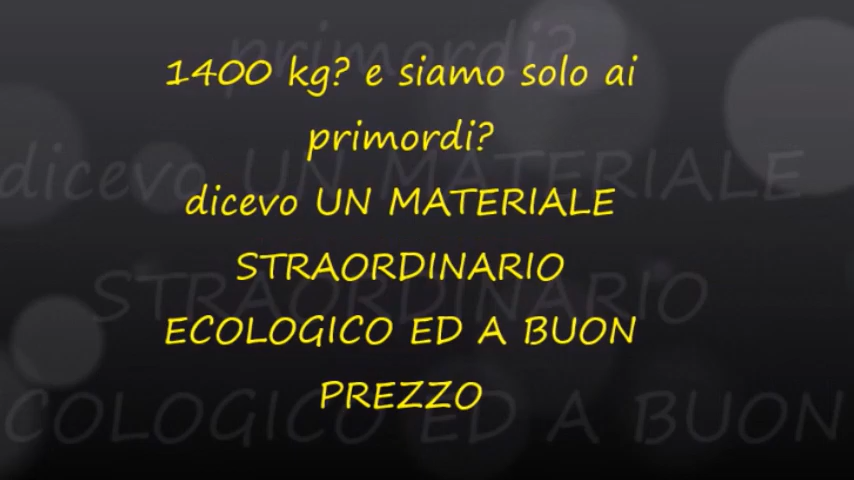 1400 kg? e siamo solo ai
primordi?
dicevo UN MATERIALE
STRAORDINARIO
ECOLOGICO ED A BUON
PREZZO